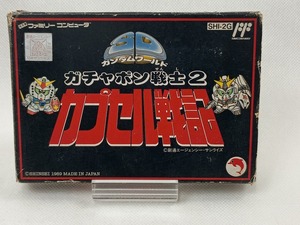 ファミリーコンピュータ
SHI-2G
SDガンダムワールド
ガチャポン戦士2
カプセル戦記
©創通エージェンシー・サンライズ
©SHINSEI 1989 MADE IN JAPAN